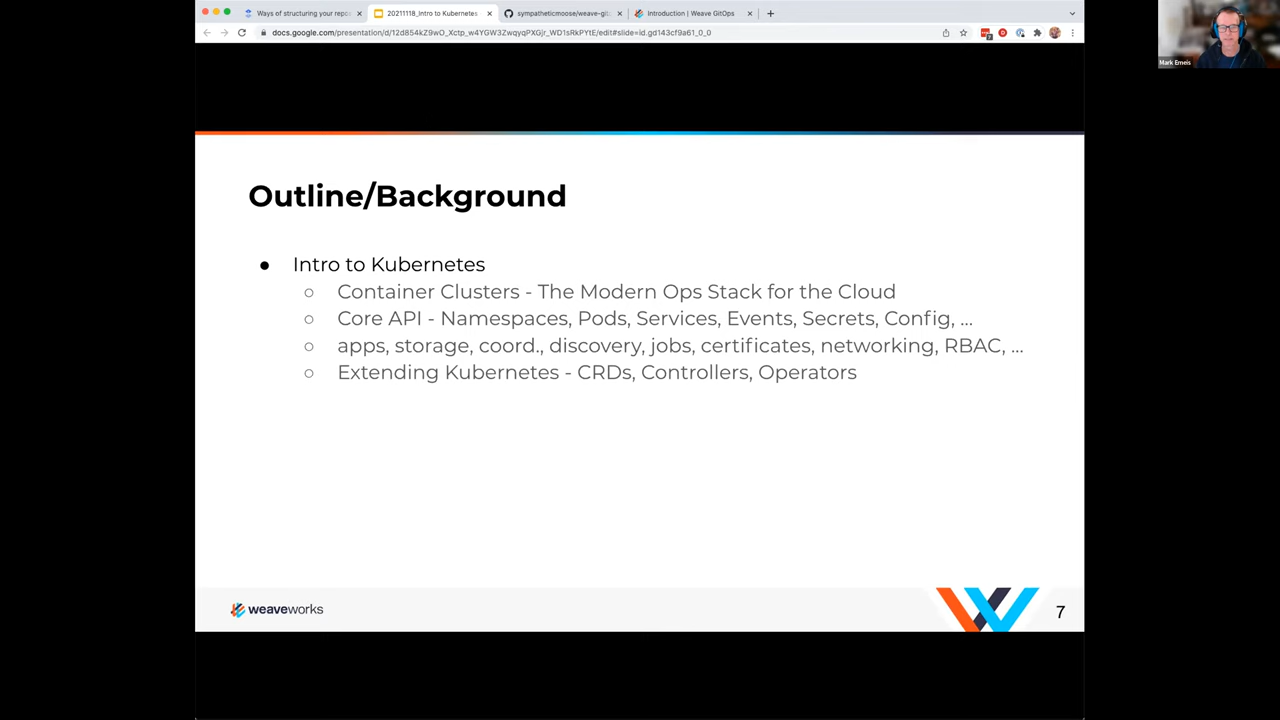 Ways of structuring your repo
20211118_Intro to Kubernetes
sympatheticmoose/weave-git
Introduction | Weave GitOps
docs.google.com/presentation/d/12d854kZ9wO_Xctp_w4YGW3ZwqyqPXGjr_WD1sRkPYtE/edit#slide=id.gd143cf9a61_0_0
Mark Emeis
Outline/Background
● Intro to Kubernetes
○ Container Clusters - The Modern Ops Stack for the Cloud
○ Core API - Namespaces, Pods, Services, Events, Secrets, Config, ...
○ apps, storage, coord., discovery, jobs, certificates, networking, RBAC, ...
○ Extending Kubernetes - CRDs, Controllers, Operators
weaveworks
7